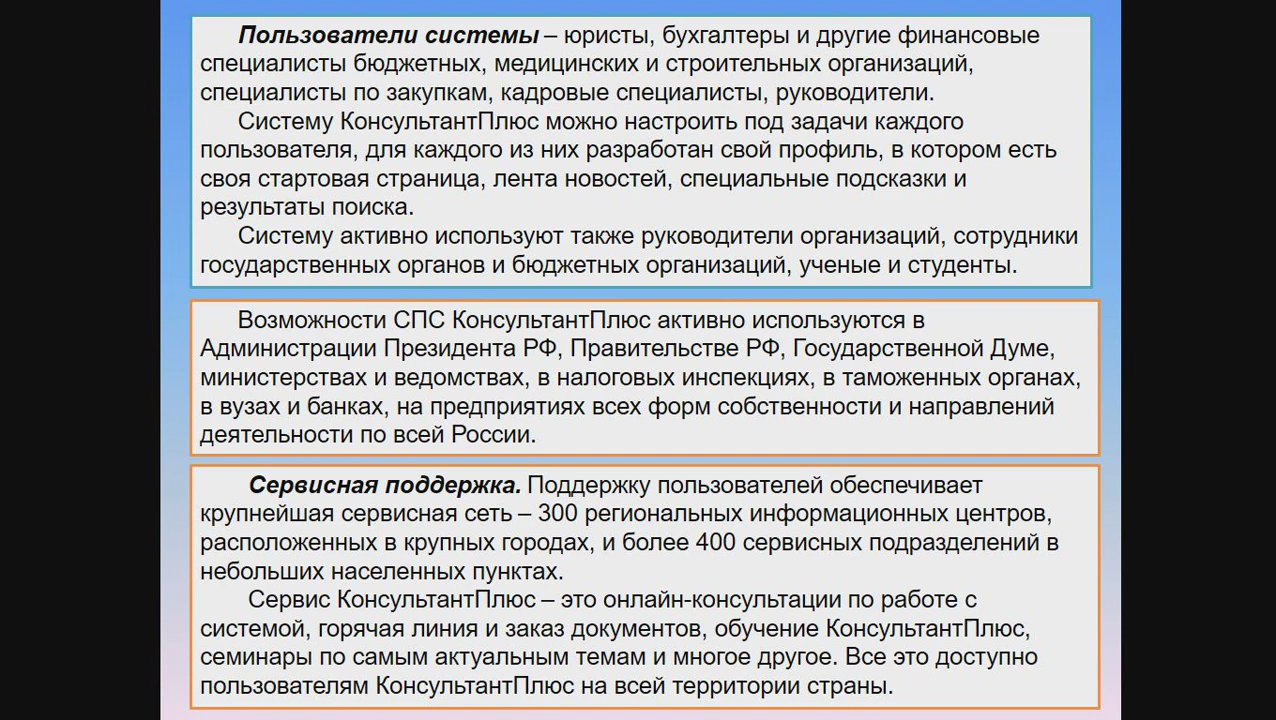 Пользователи системы – юристы, бухгалтеры и другие финансовые
специалисты бюджетных, медицинских и строительных организаций,
специалисты по закупкам, кадровые специалисты, руководители.
Систему КонсультантПлюс можно настроить под задачи каждого
пользователя, для каждого из них разработан свой профиль, в котором есть
своя стартовая страница, лента новостей, специальные подсказки и
результаты поиска.
Систему активно используют также руководители организаций, сотрудники
государственных органов и бюджетных организаций, ученые и студенты.
Возможности СПС КонсультантПлюс активно используются в
Администрации Президента РФ, Правительстве РФ, Государственной Думе,
министерствах и ведомствах, в налоговых инспекциях, в таможенных органах,
в вузах и банках, на предприятиях всех форм собственности и направлений
деятельности по всей России.
Сервисная поддержка. Поддержку пользователей обеспечивает
крупнейшая сервисная сеть – 300 региональных информационных центров,
расположенных в крупных городах, и более 400 сервисных подразделений в
небольших населенных пунктах.
Сервис КонсультантПлюс – это онлайн-консультации по работе с
системой, горячая линия и заказ документов, обучение КонсультантПлюс,
семинары по самым актуальным темам и многое другое. Все это доступно
пользователям КонсультантПлюс на всей территории страны.